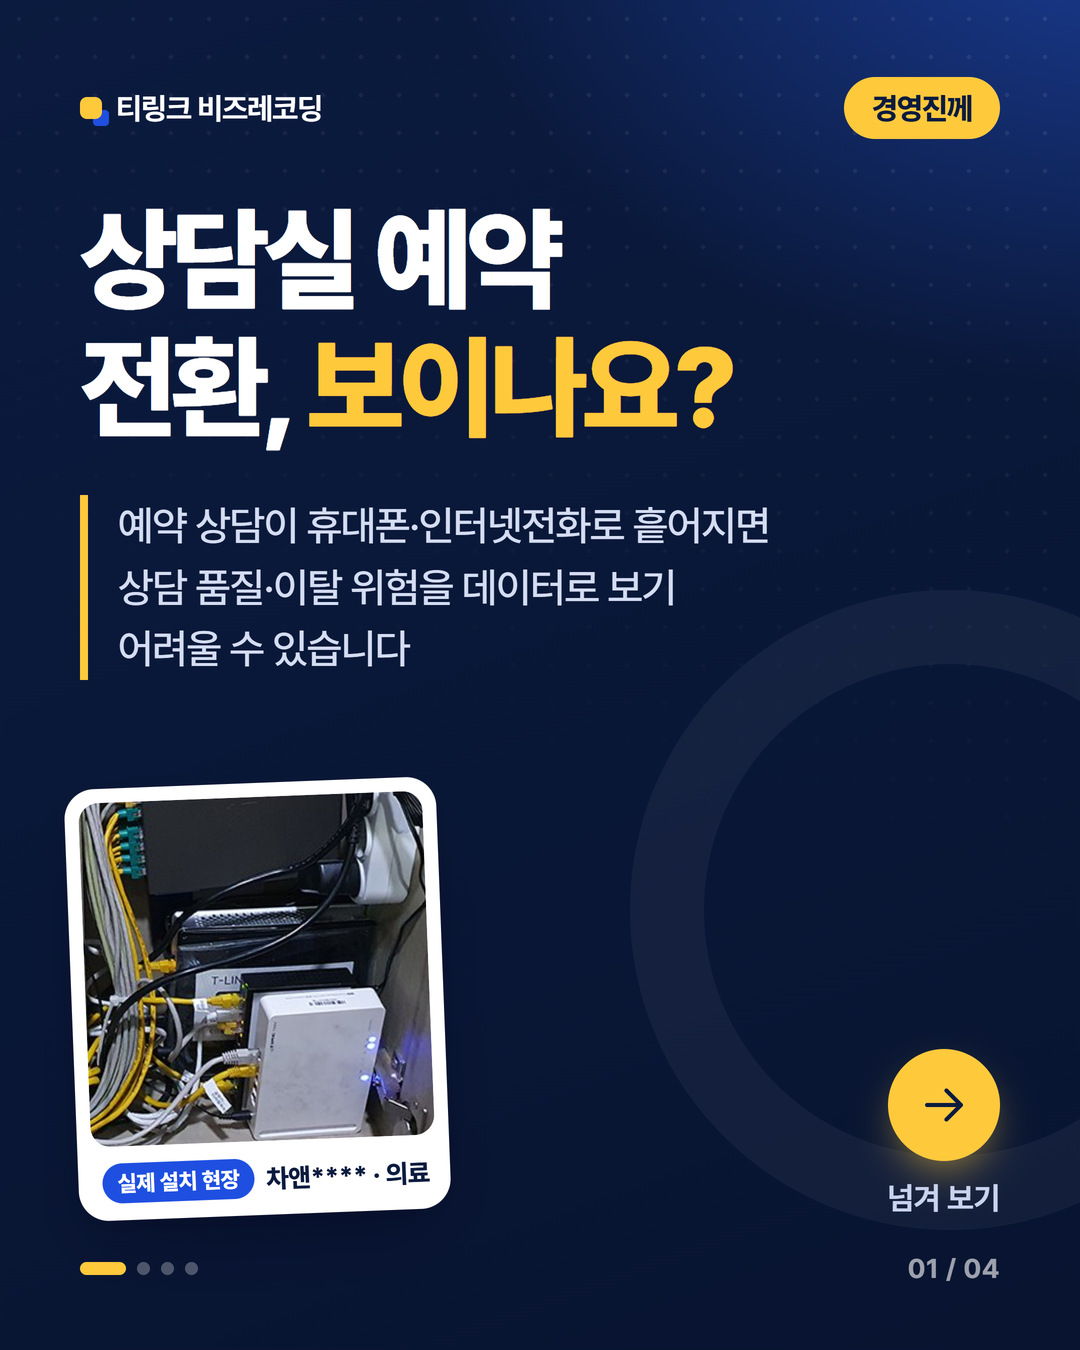 티링크 비즈레코딩
경영진께
상담실 예약
전환, 보이나요?
예약 상담이 휴대폰·인터넷전화로 흩어지면
상담 품질·이탈 위험을 데이터로 보기
어려울 수 있습니다
T-LIN
실제 설치 현장 차앤**** · 의료
넘겨 보기
01 / 04